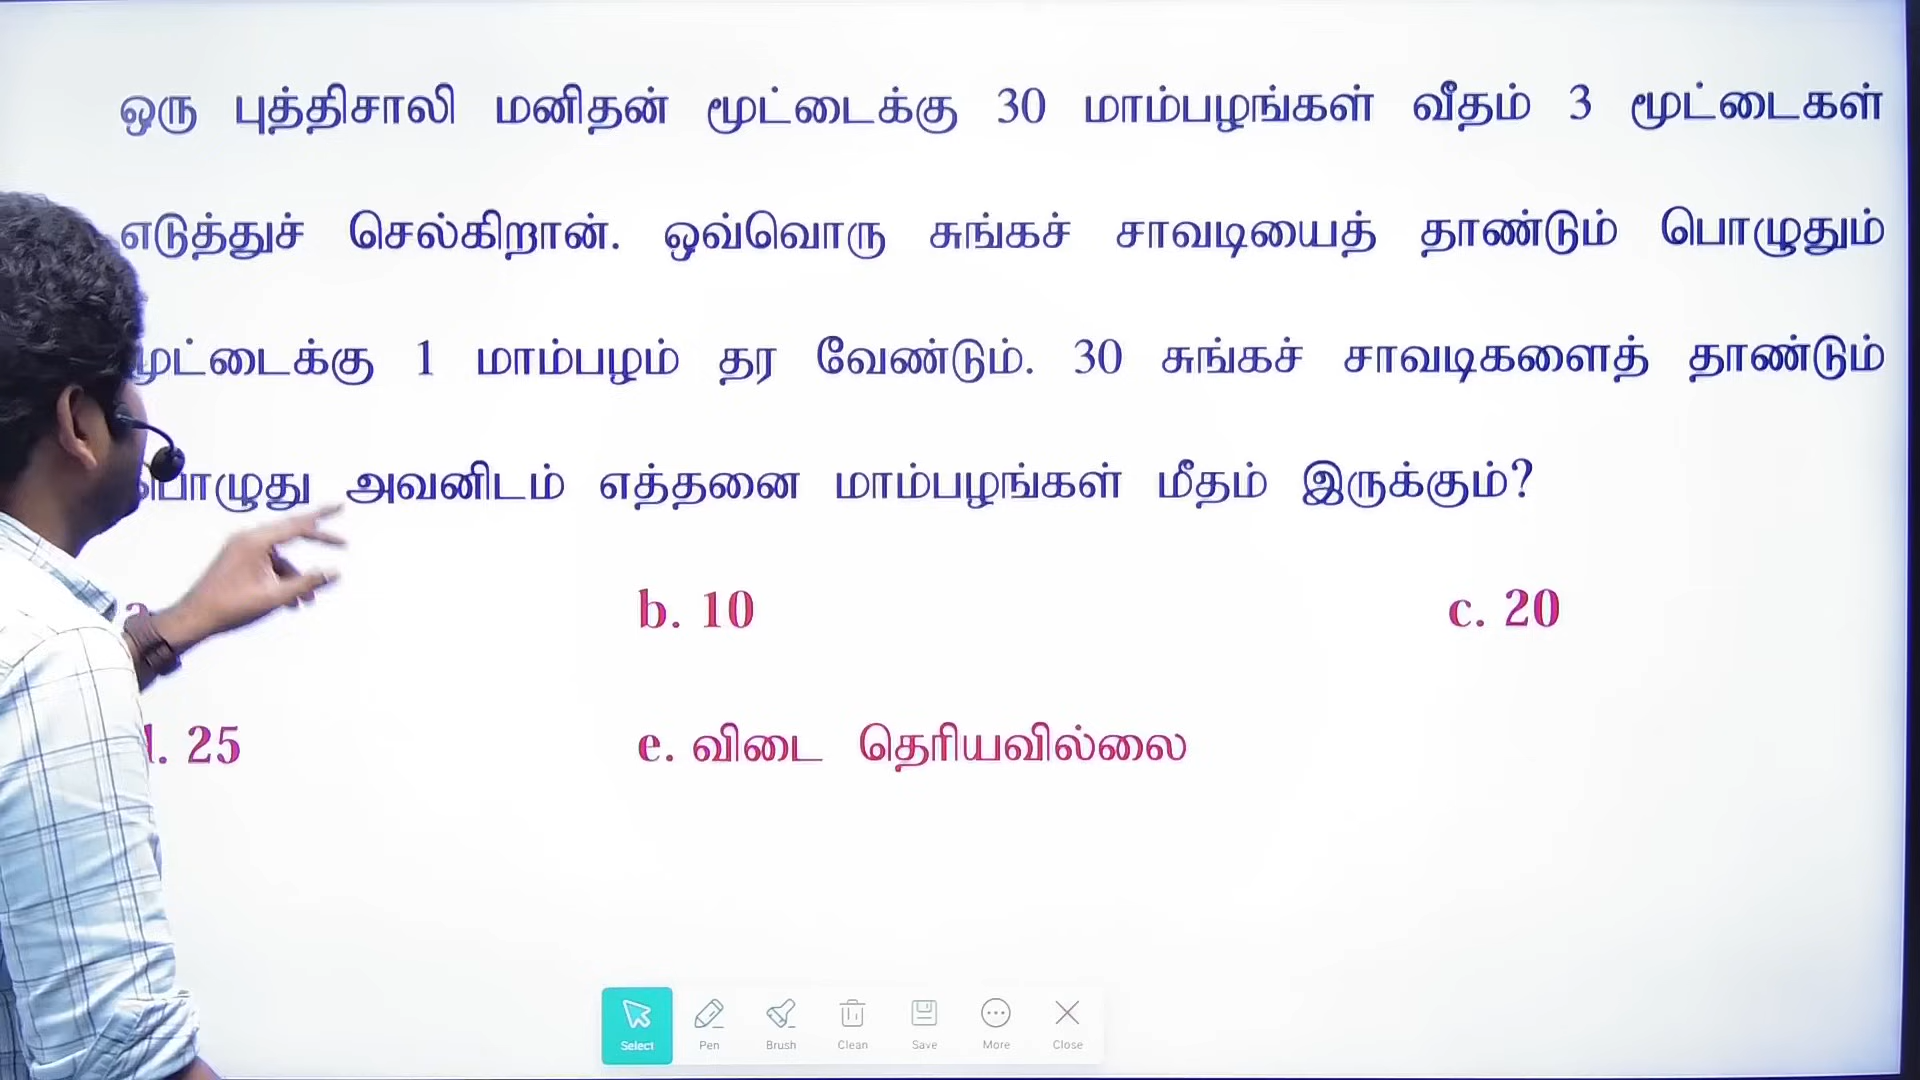 ஒரு புத்திசாலி மனிதன் மூட்டைக்கு 30 மாம்பழங்கள் வீதம் 3 மூட்டைகள்
எடுத்துச் செல்கிறான். ஒவ்வொரு சுங்கச் சாவடியைத் தாண்டும் பொழுதும்
மூட்டைக்கு 1 மாம்பழம் தர வேண்டும். 30 சுங்கச் சாவடிகளைத் தாண்டும்
பொழுது அவனிடம் எத்தனை மாம்பழங்கள் மீதம் இருக்கும்?
b. 10 c. 20
d. 25 e. விடை தெரியவில்லை
Select Pen Brush Clean Save More Close